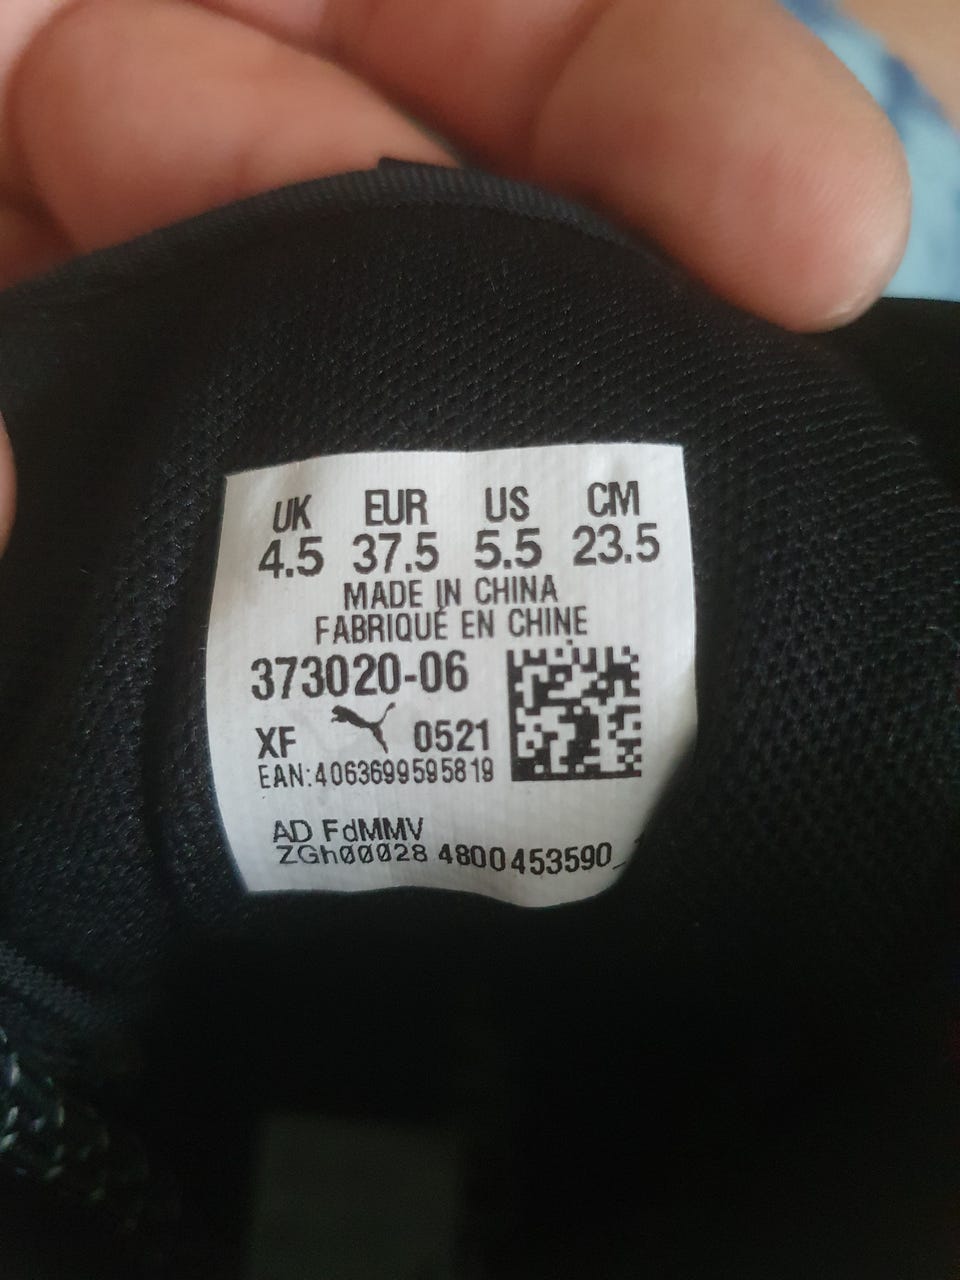 UK EUR US CM
4.5 37.5 5.5 23.5
MADE IN CHINA
FABRIQUÉ EN CHINE
373020-06
XF 0521
EAN:4063699595819
AD FdMMV
ZGh00028 4800453590_